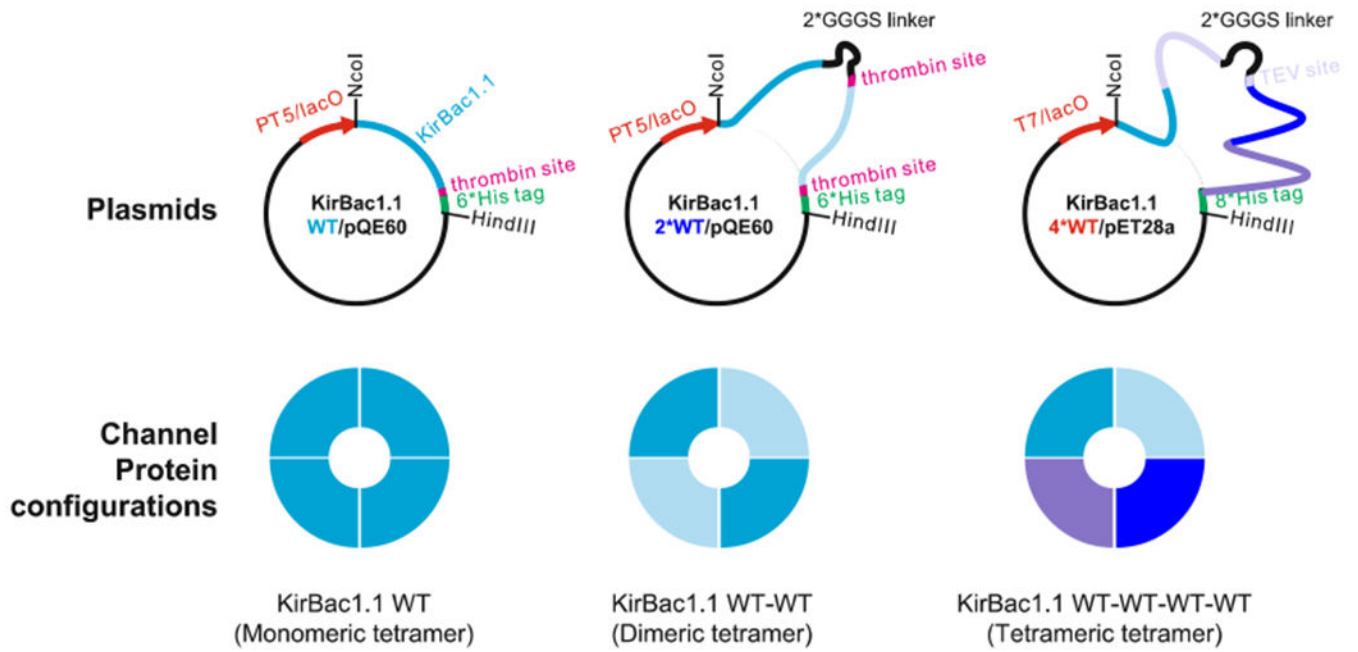 2*GGGS linker
2*GGGS linker
NcoI
NcoI
NcoI
PT5/lacO
KirBac1.1
PT5/lacO
thrombin site
T7/lacO
TEV site
Plasmids
KirBac1.1
WT/pQE60
thrombin site
6*His tag
HindIII
KirBac1.1
2*WT/pQE60
thrombin site
6*His tag
HindIII
KirBac1.1
4*WT/pET28a
8*His tag
HindIII
Channel
Protein
configurations
KirBac1.1 WT
(Monomeric tetramer)
KirBac1.1 WT-WT
(Dimeric tetramer)
KirBac1.1 WT-WT-WT-WT
(Tetrameric tetramer)